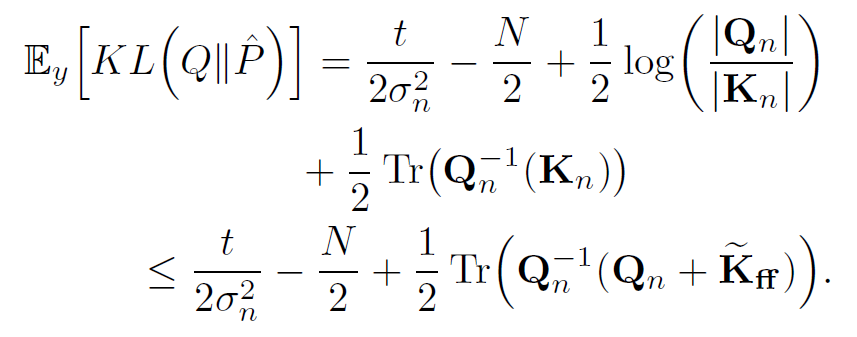 𝔼_y[KL(Q‖P̂)] = t/(2σ_n^2) − N/2 + 1/2 log(|𝐐_n|/|𝐊_n|)
+ 1/2 Tr(𝐐_n^{−1}(𝐊_n))
≤ t/(2σ_n^2) − N/2 + 1/2 Tr(𝐐_n^{−1}(𝐐_n + 𝐊̃_𝐟𝐟)).